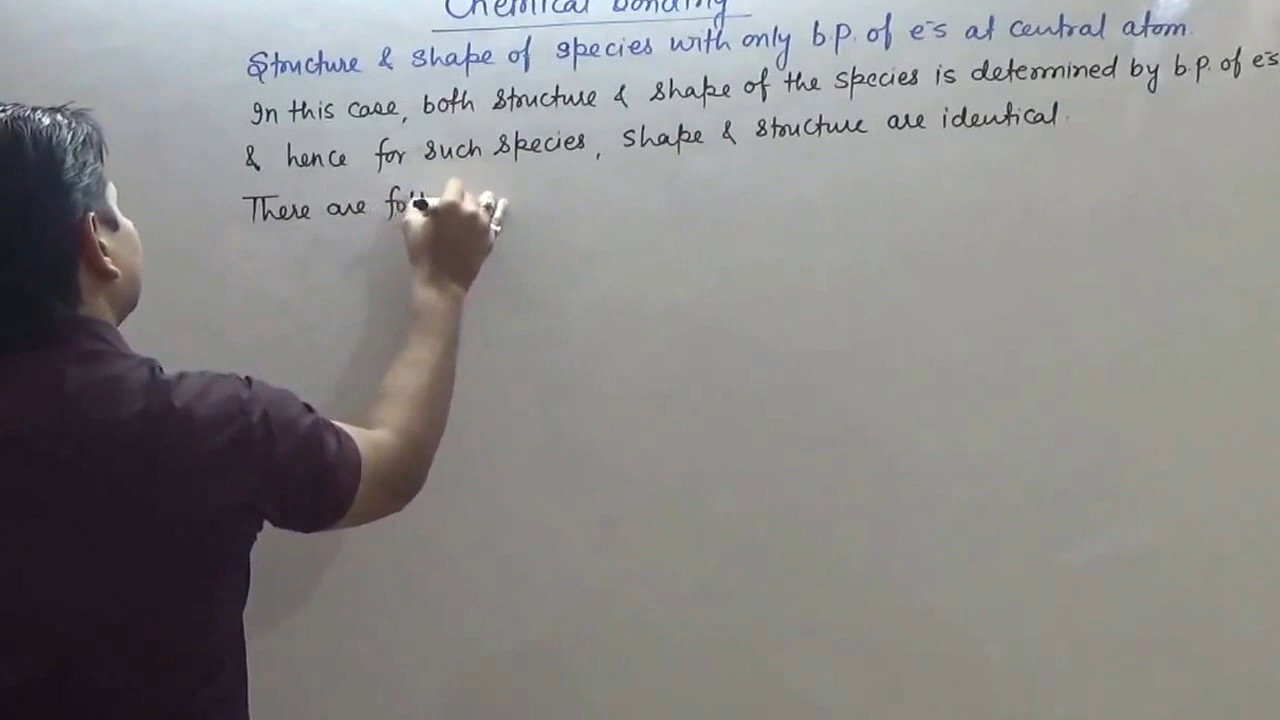 Chemical Bonding
Structure & shape of species with only b.p. of e-s at central atom.
In this case, both structure & shape of the species is determined by b.p. of e-s
& hence for such species, shape & structure are identical.
There are